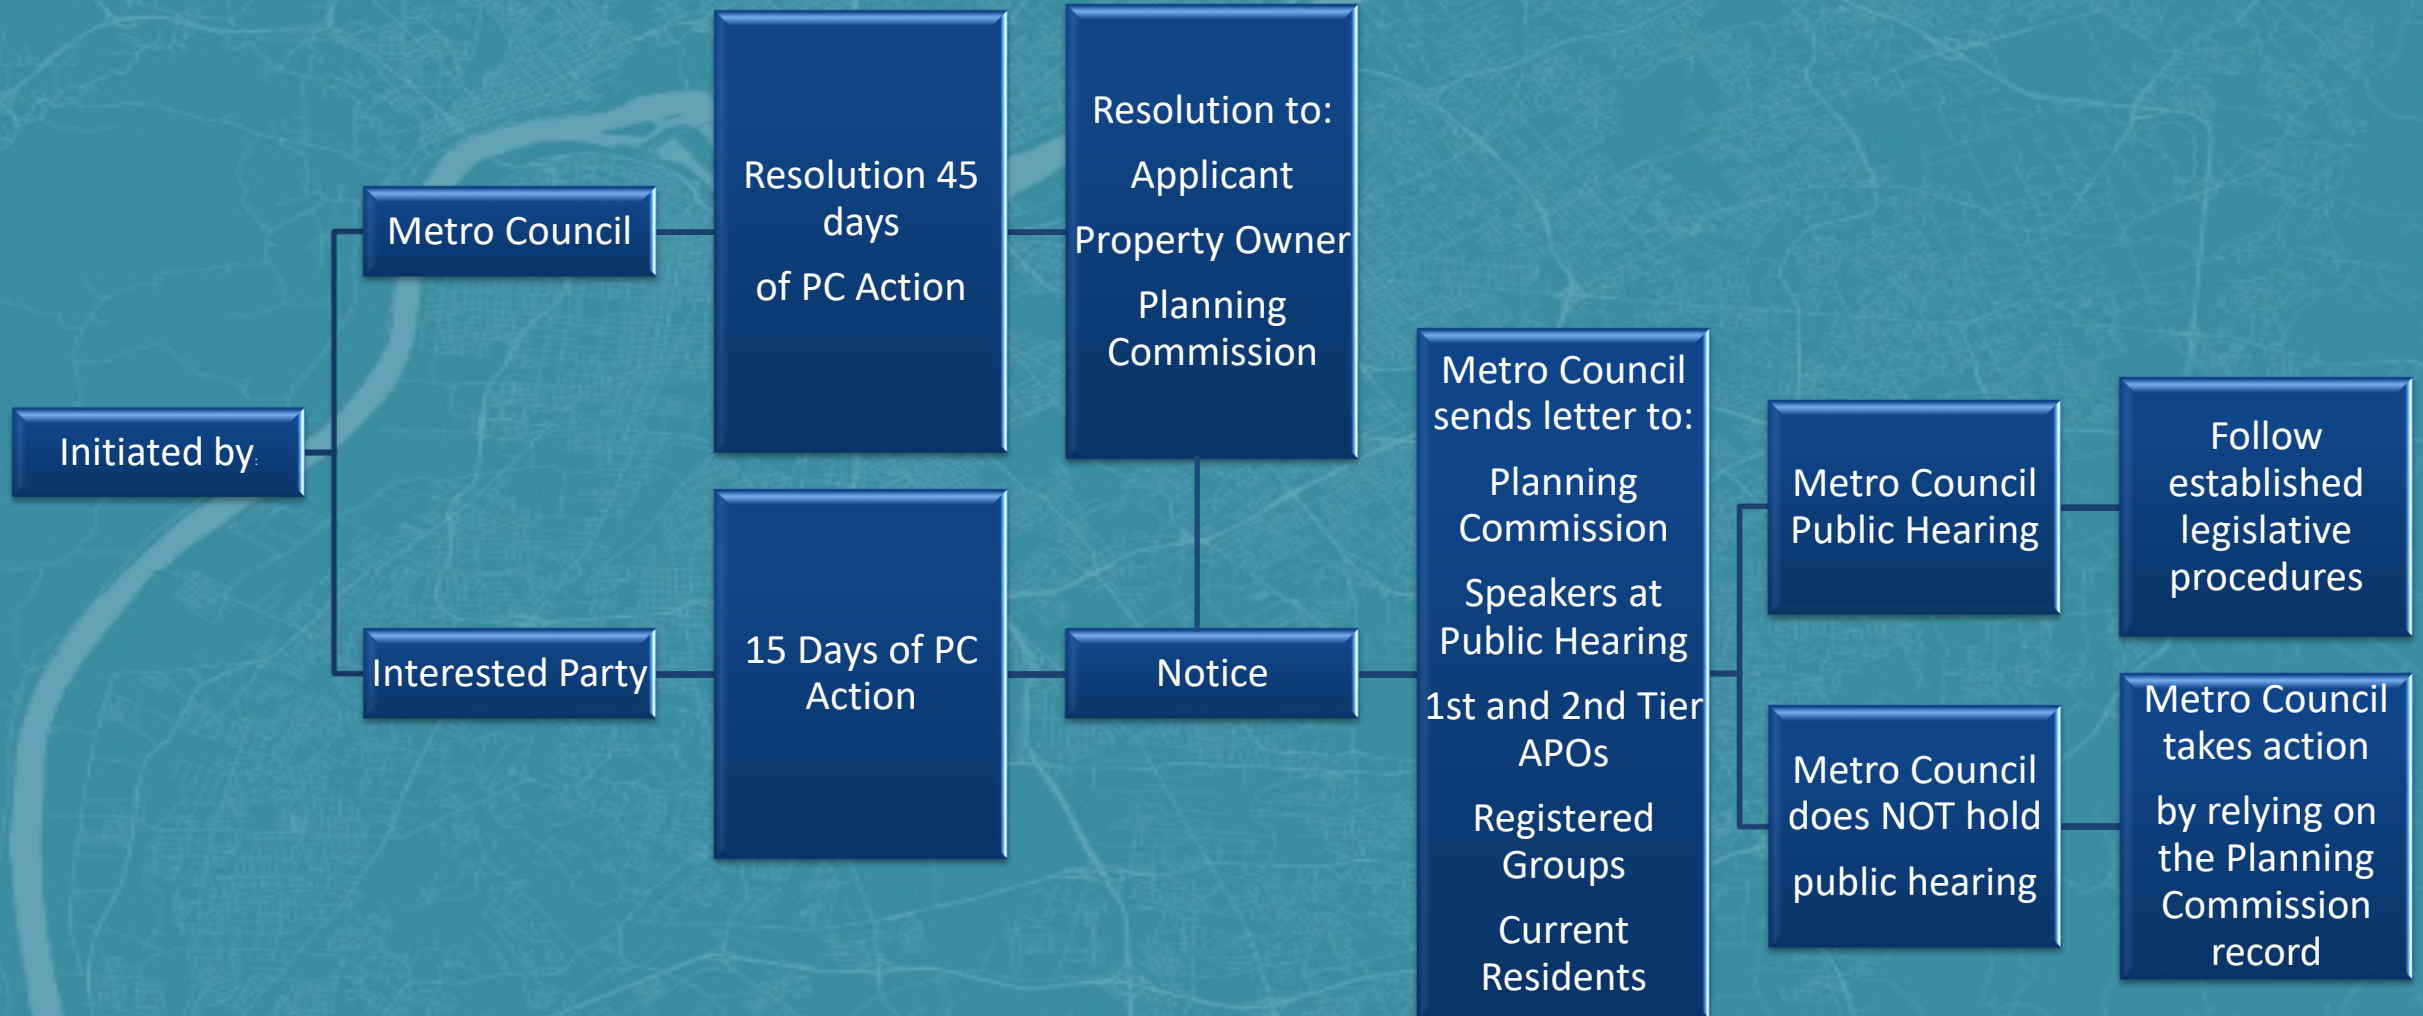 Initiated by:
Metro Council
Resolution 45
days
of PC Action
Resolution to:
Applicant
Property Owner
Planning
Commission
Interested Party
15 Days of PC
Action
Notice
Metro Council
sends letter to:
Planning
Commission
Speakers at
Public Hearing
1st and 2nd Tier
APOs
Registered
Groups
Current
Residents
Metro Council
Public Hearing
Follow
established
legislative
procedures
Metro Council
does NOT hold
public hearing
Metro Council
takes action
by relying on
the Planning
Commission
record